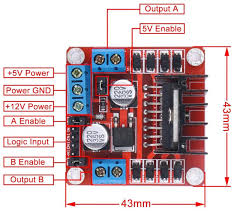 Output A
5V Enable
+5V Power
Power GND
+12V Power
A Enable
Logic Input
B Enable
Output B
43mm
43mm